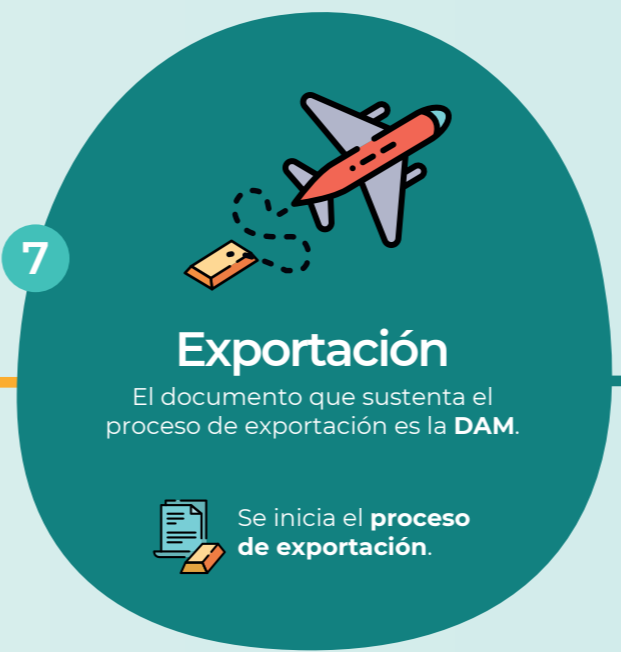 7
Exportación
El documento que sustenta el
proceso de exportación es la DAM.
Se inicia el proceso
de exportación.